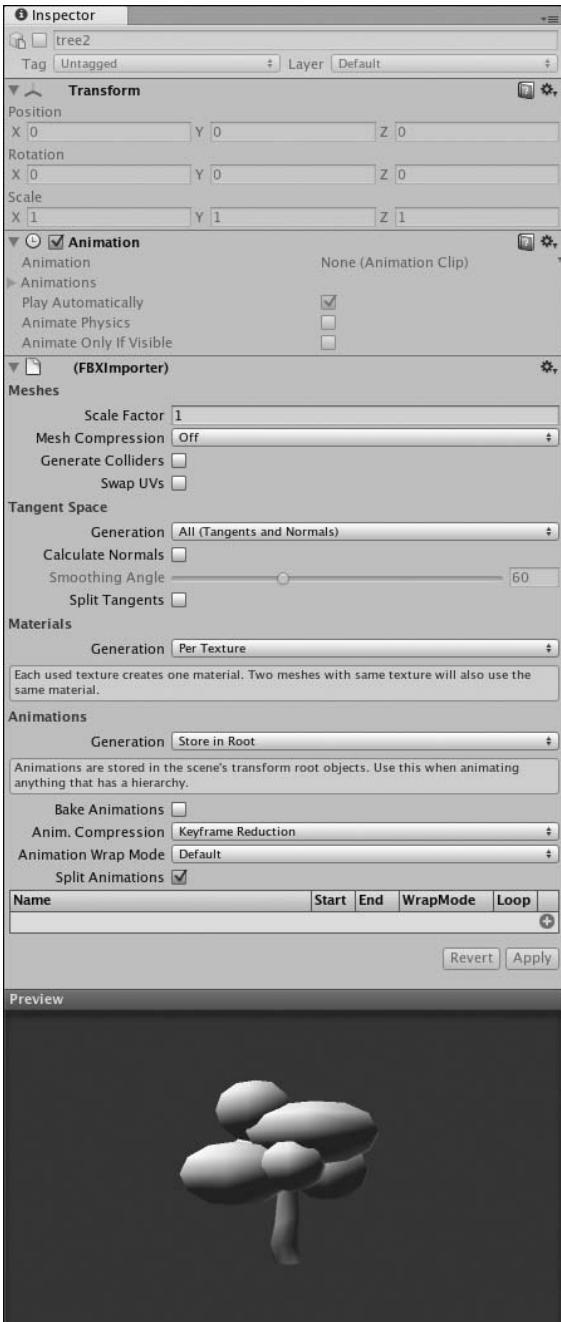 Inspector
tree2
Tag Untagged Layer Default
Transform
Position
X 0 Y 0 Z 0
Rotation
X 0 Y 0 Z 0
Scale
X 1 Y 1 Z 1
Animation
Animation None (Animation Clip)
Animations
Play Automatically
Animate Physics
Animate Only If Visible
(FBXImporter)
Meshes
Scale Factor 1
Mesh Compression Off
Generate Colliders
Swap UVs
Tangent Space
Generation All (Tangents and Normals)
Calculate Normals
Smoothing Angle 60
Split Tangents
Materials
Generation Per Texture
Each used texture creates one material. Two meshes with same texture will also use the
same material.
Animations
Generation Store in Root
Animations are stored in the scene's transform root objects. Use this when animating
anything that has a hierarchy.
Bake Animations
Anim. Compression Keyframe Reduction
Animation Wrap Mode Default
Split Animations
Name Start End WrapMode Loop
Revert Apply
Preview